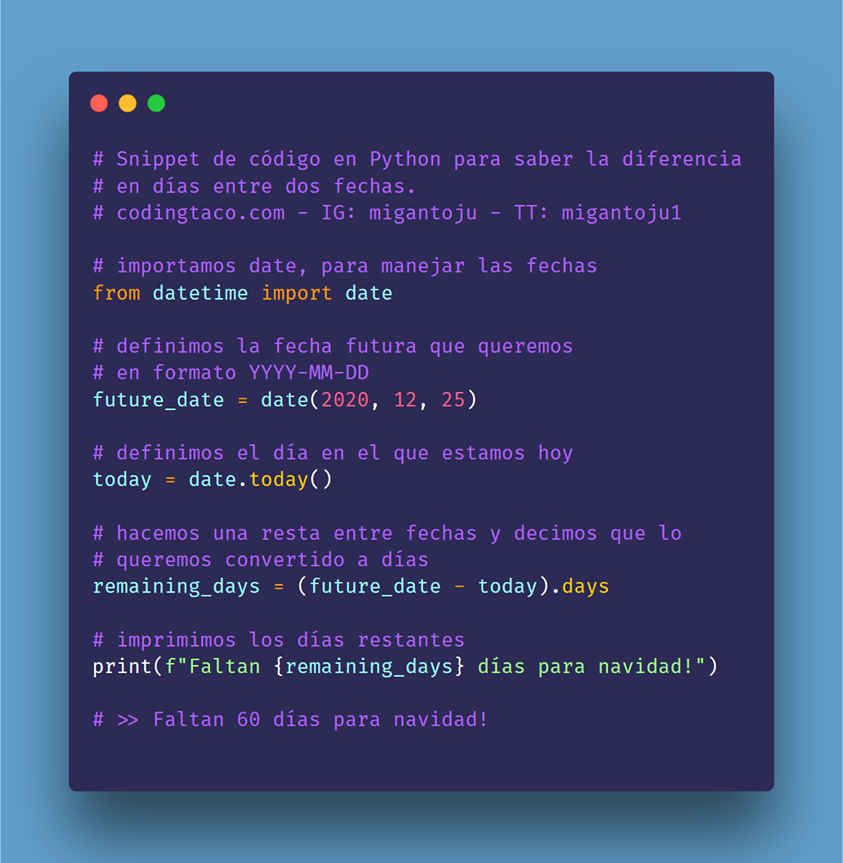 # Snippet de código en Python para saber la diferencia
# en días entre dos fechas.
# codingtaco.com - IG: migantoju - TT: migantoju1
# importamos date, para manejar las fechas
from datetime import date
# definimos la fecha futura que queremos
# en formato YYYY-MM-DD
future_date = date(2020, 12, 25)
# definimos el día en el que estamos hoy
today = date.today()
# hacemos una resta entre fechas y decimos que lo
# queremos convertido a días
remaining_days = (future_date - today).days
# imprimimos los días restantes
print(f"Faltan {remaining_days} días para navidad!")
# >> Faltan 60 días para navidad!